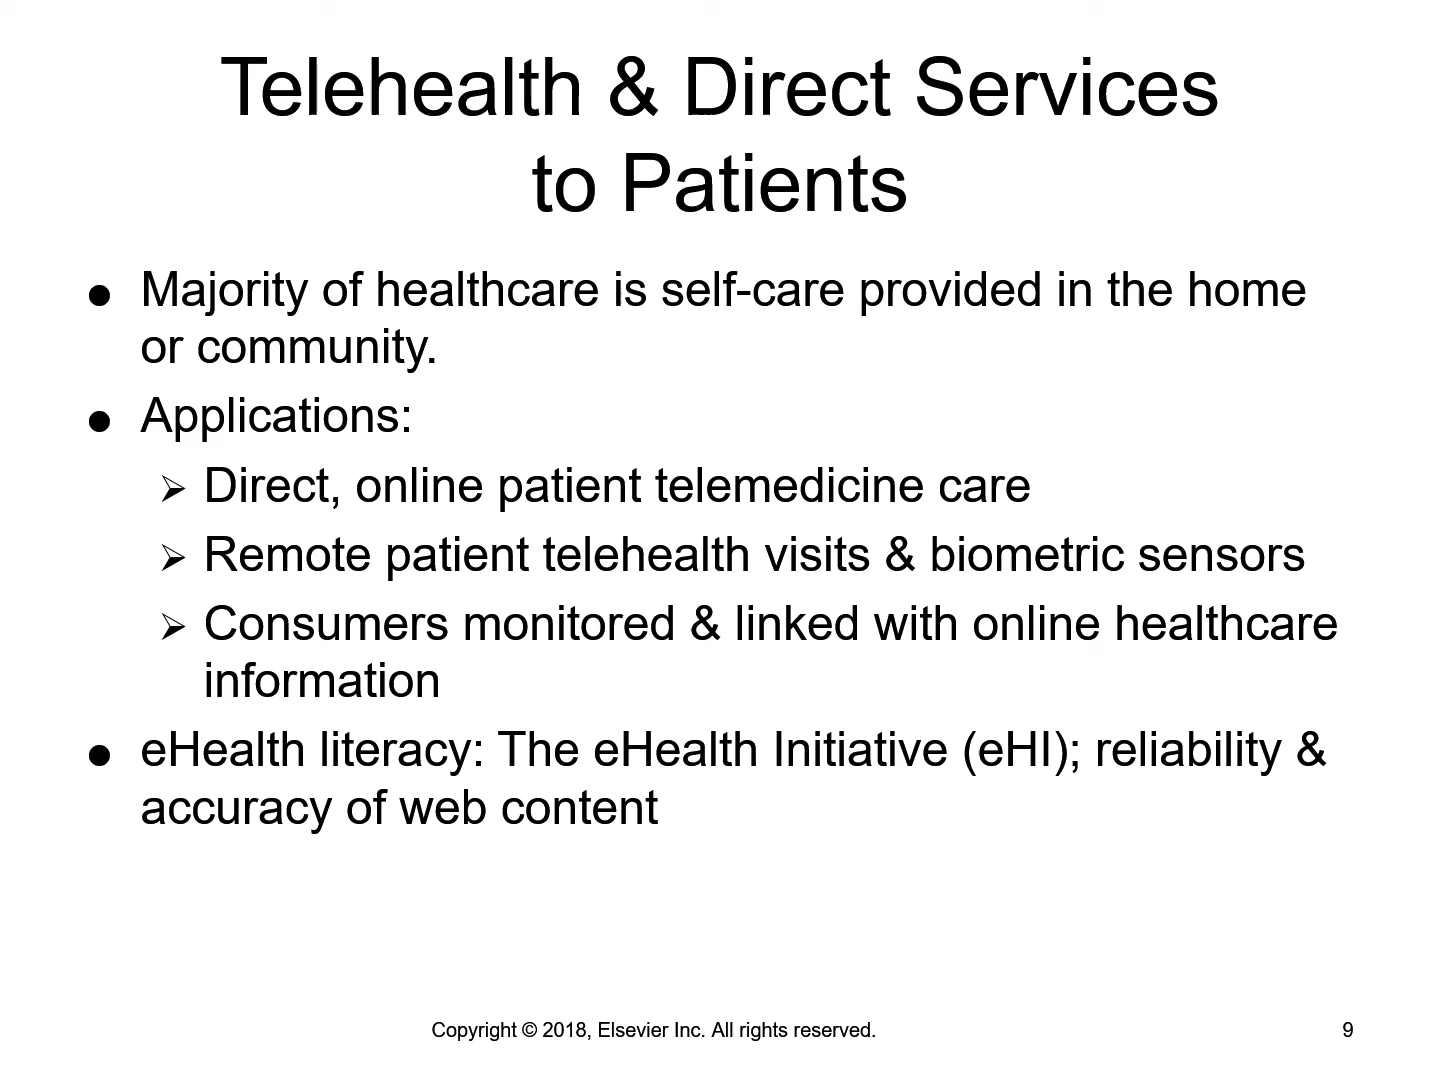 Telehealth & Direct Services
to Patients
● Majority of healthcare is self-care provided in the home
or community.
● Applications:
➢ Direct, online patient telemedicine care
➢ Remote patient telehealth visits & biometric sensors
➢ Consumers monitored & linked with online healthcare
information
● eHealth literacy: The eHealth Initiative (eHI); reliability &
accuracy of web content
Copyright © 2018, Elsevier Inc. All rights reserved.
9